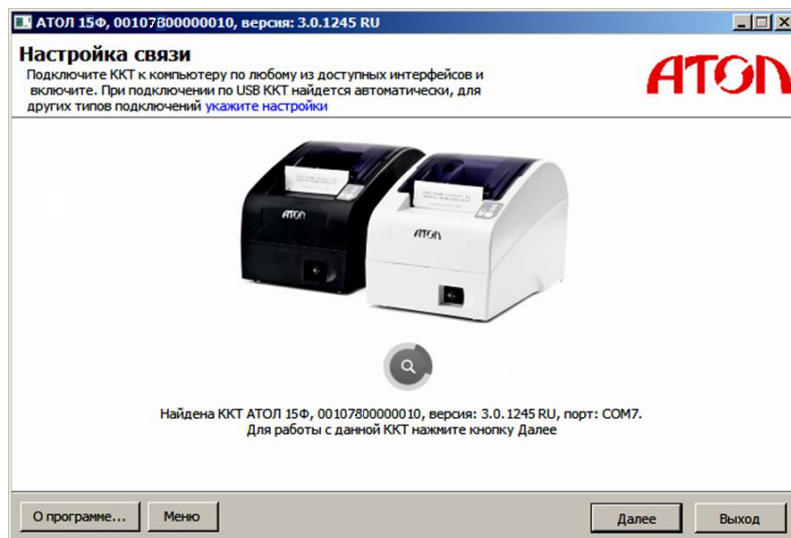 АТОЛ 15Ф, 00107800000010, версия: 3.0.1245 RU
Настройка связи
Подключите ККТ к компьютеру по любому из доступных интерфейсов и
включите. При подключении по USB ККТ найдется автоматически, для
других типов подключений укажите настройки
АТОЛ
АТОЛ
АТОЛ
Найдена ККТ АТОЛ 15Ф, 00107800000010, версия: 3.0.1245 RU, порт: COM7.
Для работы с данной ККТ нажмите кнопку Далее
О программе...
Меню
Далее
Выход